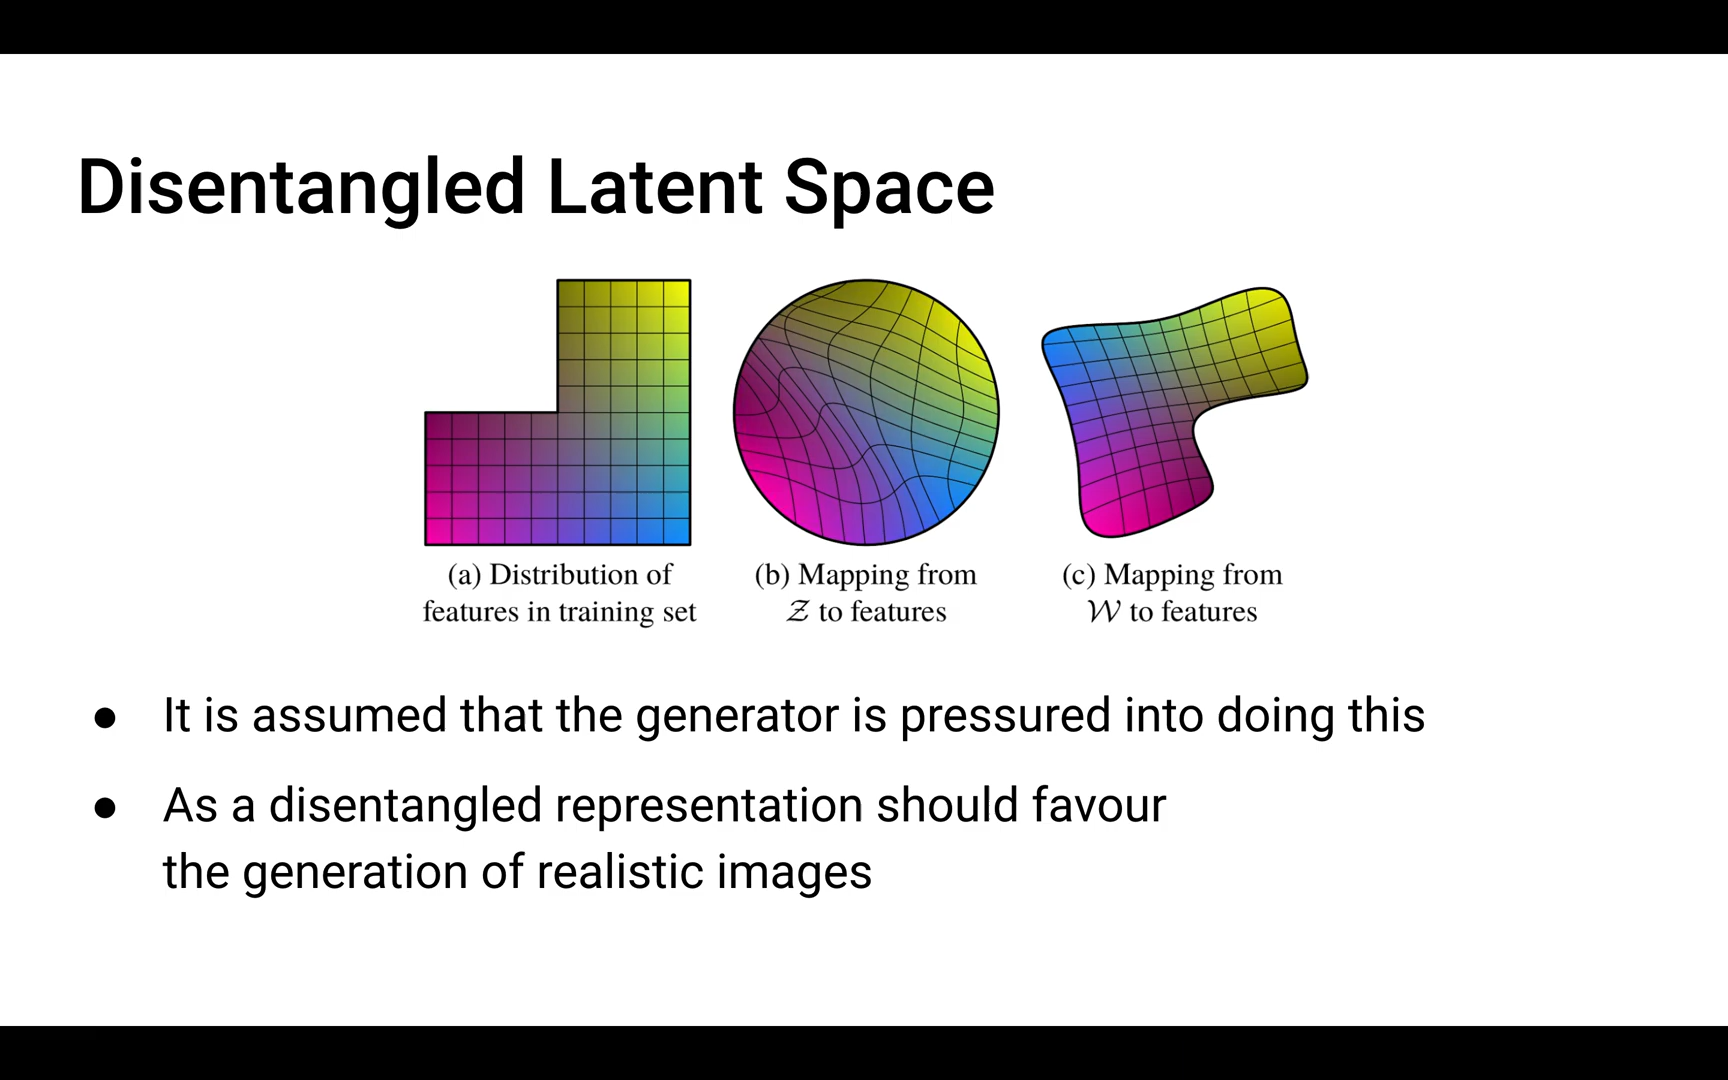 Disentangled Latent Space
(a) Distribution of
features in training set
(b) Mapping from
𝒵 to features
(c) Mapping from
𝒲 to features
● It is assumed that the generator is pressured into doing this
● As a disentangled representation should favour
the generation of realistic images